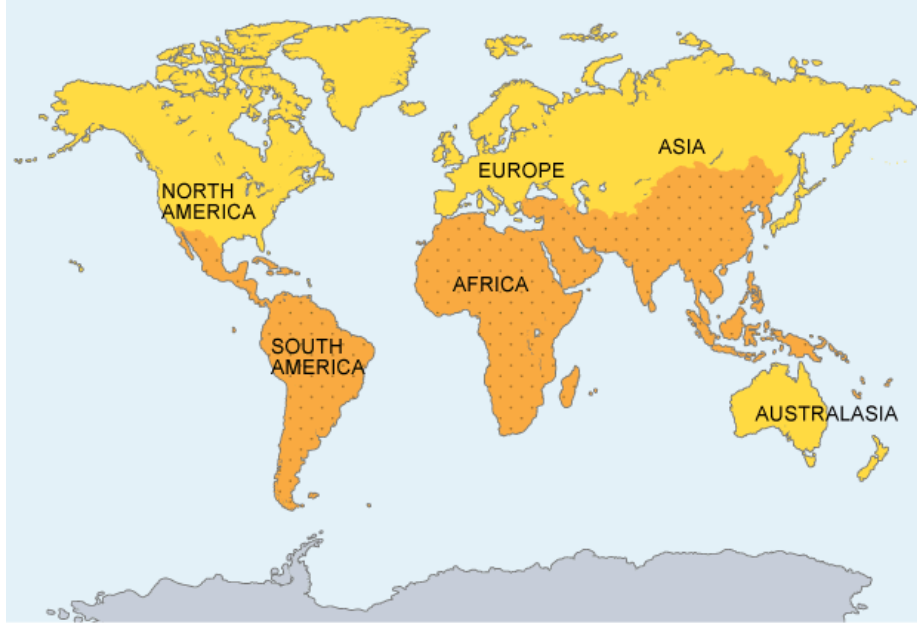 ASIA
EUROPE
NORTH
AMERICA
AFRICA
SOUTH
AMERICA
AUSTRALASIA